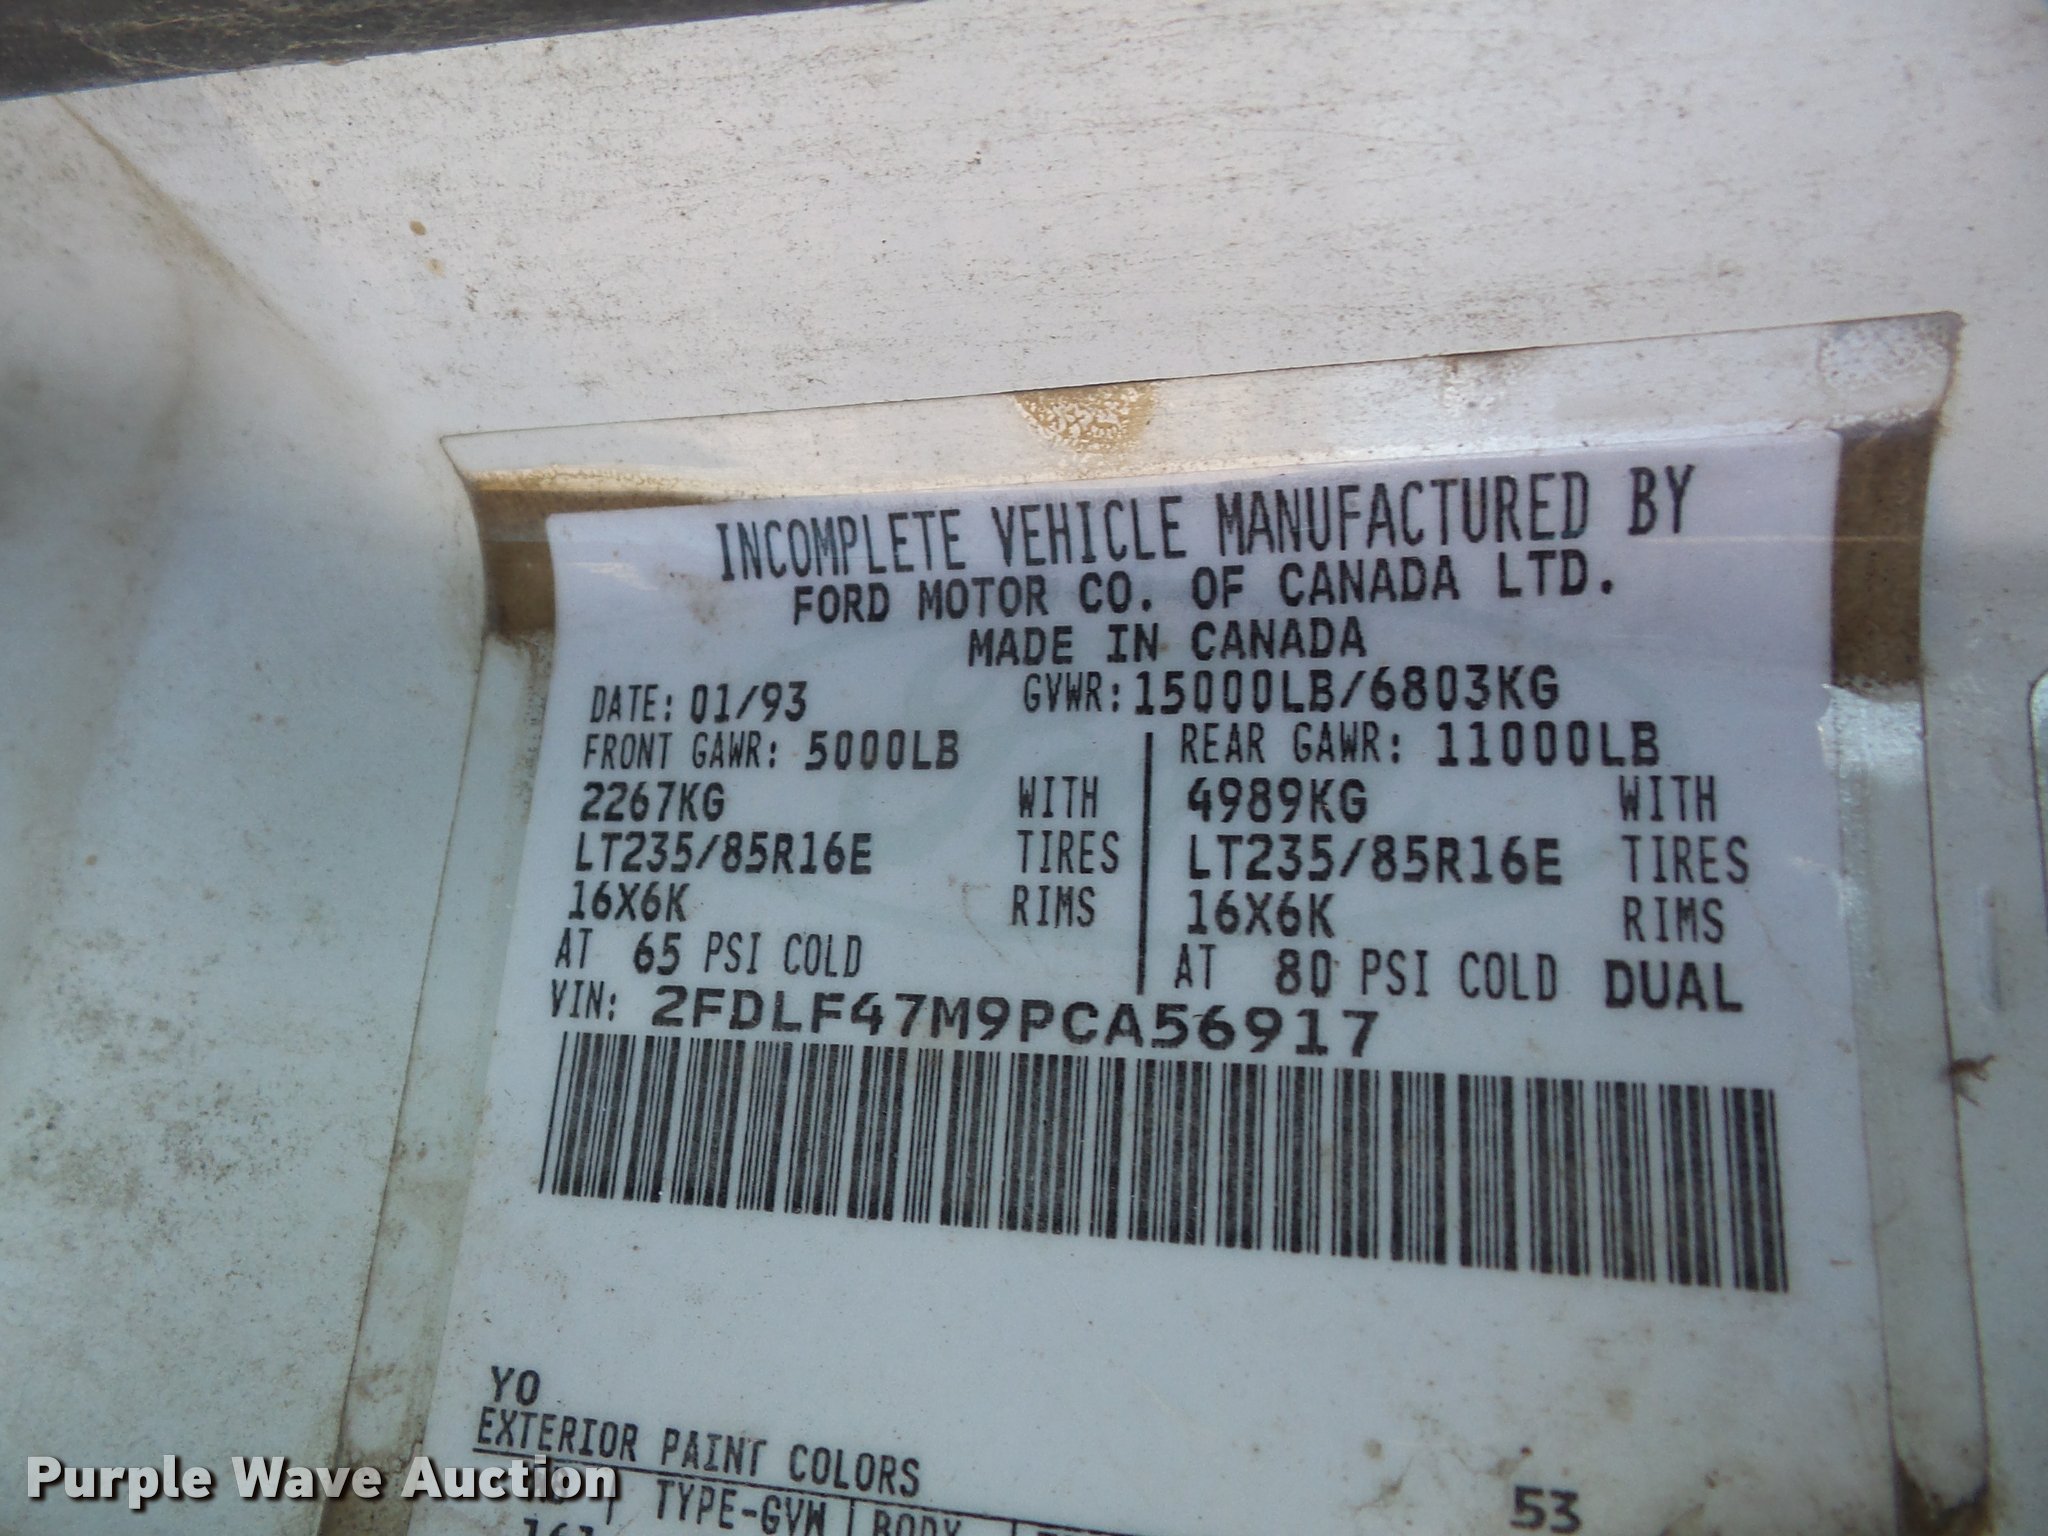 INCOMPLETE VEHICLE MANUFACTURED BY
FORD MOTOR CO. OF CANADA LTD.
MADE IN CANADA
DATE: 01/93 GVWR: 15000LB/6803KG
FRONT GAWR: 5000LB REAR GAWR: 11000LB
2267KG WITH 4989KG WITH
LT235/85R16E TIRES LT235/85R16E TIRES
16X6K RIMS 16X6K RIMS
AT 65 PSI COLD AT 80 PSI COLD DUAL
VIN: 2FDLF47M9PCA56917
YO
EXTERIOR PAINT COLORS
53
TYPE-GVW BODY
Purple Wave Auction